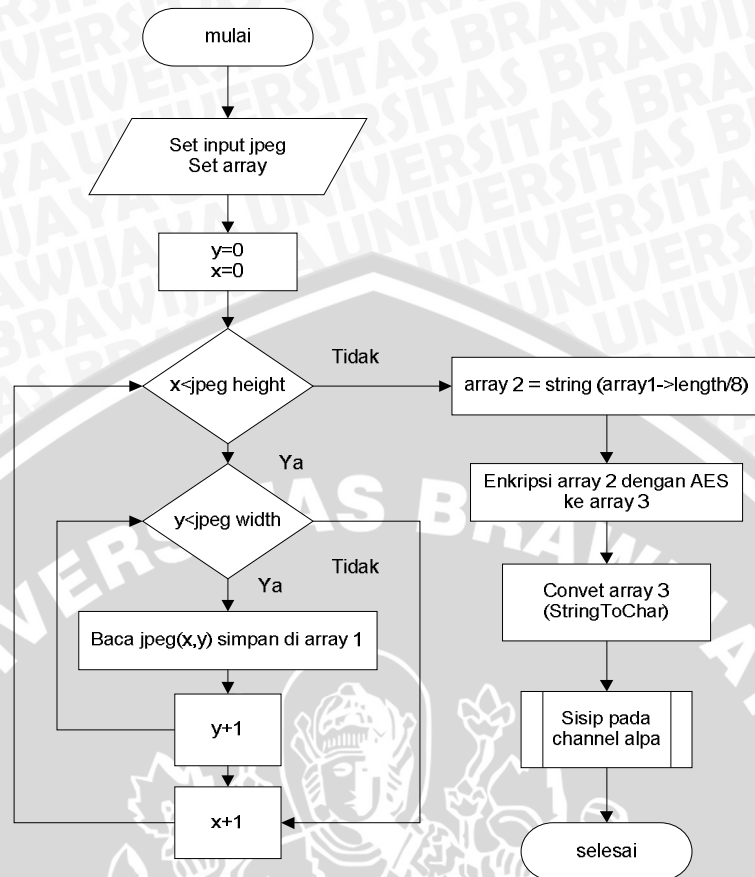 mulai
Set input jpeg
Set array
y=0
x=0
x<jpeg height
Tidak
Ya
y<jpeg width
Tidak
Ya
Baca jpeg(x,y) simpan di array 1
y+1
x+1
array 2 = string (array1->length/8)
Enkripsi array 2 dengan AES
ke array 3
Convet array 3
(StringToChar)
Sisip pada
channel alpa
selesai
UNIVERSITAS BRAWIJAYA